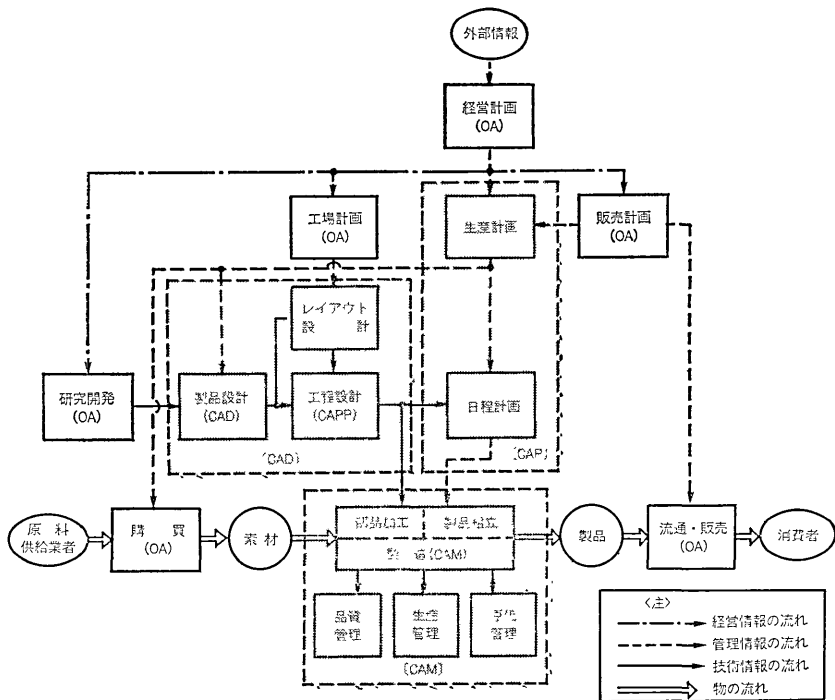 外部情報
経営計画
(OA)
工場計画
(OA)
生産計画
販売計画
(OA)
レイアウト
設計
研究開発
(OA)
製品設計
(CAD)
工程設計
(CAPP)
日程計画
〔CAD〕
〔CAP〕
原料
供給業者
購買
(OA)
素材
部品加工
製品組立
製造(CAM)
製品
流通・販売
(OA)
消費者
品質
管理
生産
管理
管理
〔CAM〕
〈注〉
経営情報の流れ
管理情報の流れ
技術情報の流れ
物の流れ